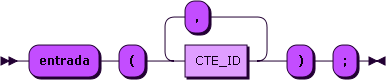 ,
entrada ( CTE_ID ) ;